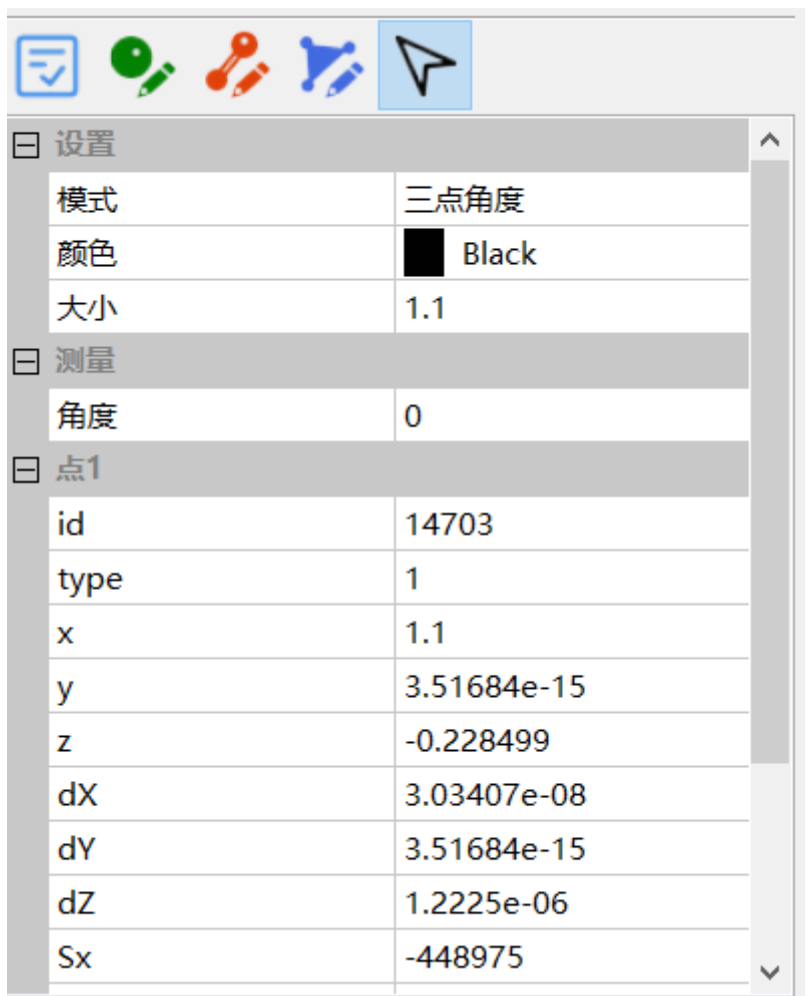 设置
模式 三点角度
颜色 Black
大小 1.1
测量
角度 0
点1
id 14703
type 1
x 1.1
y 3.51684e-15
z -0.228499
dX 3.03407e-08
dY 3.51684e-15
dZ 1.2225e-06
Sx -448975